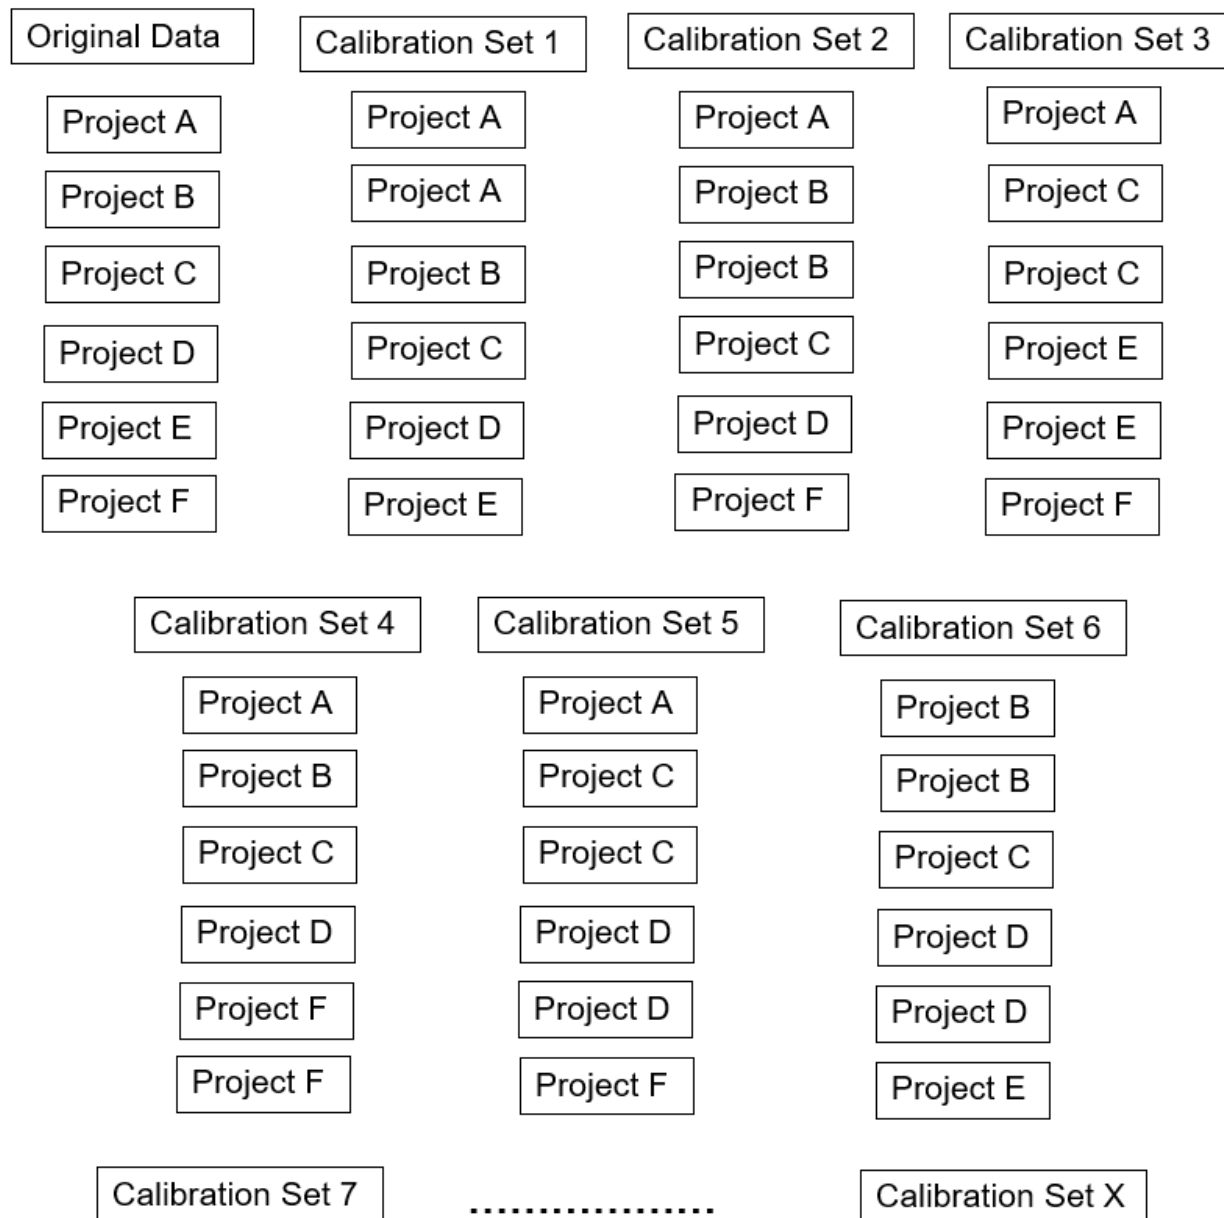 Original Data
Project A
Project B
Project C
Project D
Project E
Project F
Calibration Set 1
Project A
Project A
Project B
Project C
Project D
Project E
Calibration Set 2
Project A
Project B
Project B
Project C
Project D
Project F
Calibration Set 3
Project A
Project C
Project C
Project E
Project E
Project F
Calibration Set 4
Project A
Project B
Project C
Project D
Project F
Project F
Calibration Set 5
Project A
Project C
Project C
Project D
Project D
Project F
Calibration Set 6
Project B
Project B
Project C
Project D
Project D
Project E
Calibration Set 7
...................
Calibration Set X